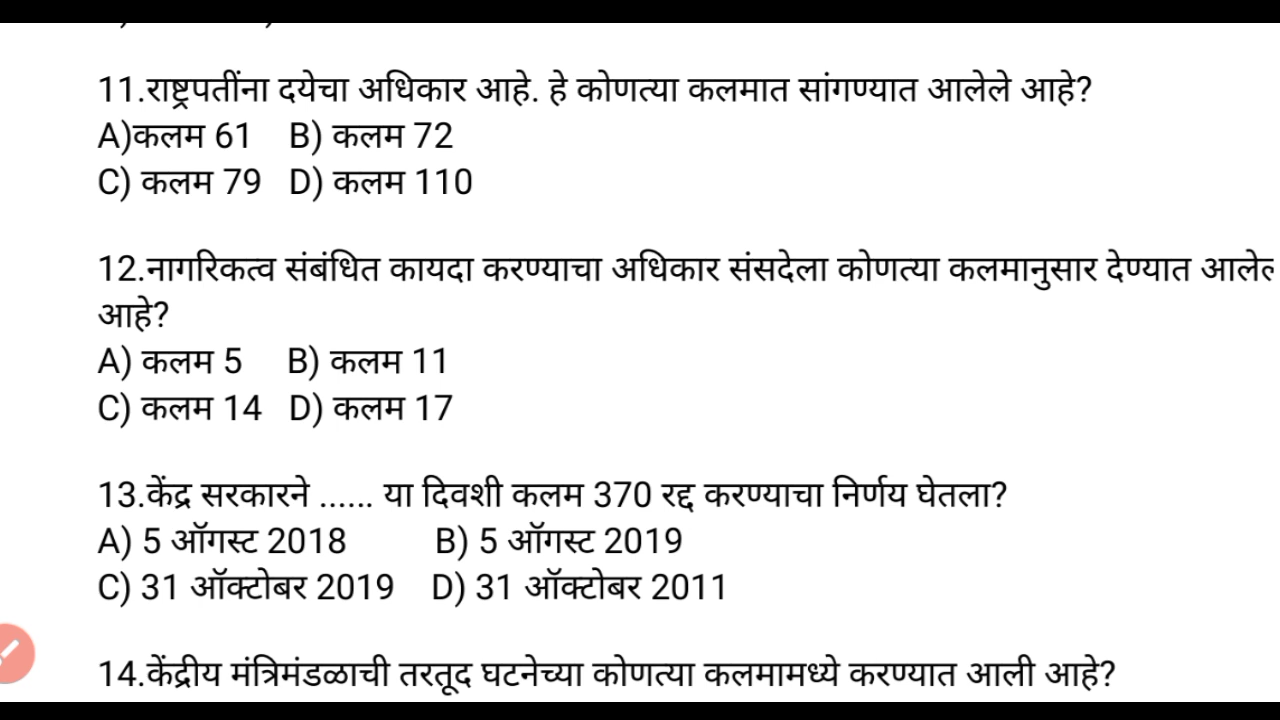 11.राष्ट्रपतींना दयेचा अधिकार आहे. हे कोणत्या कलमात सांगण्यात आलेले आहे?
A)कलम 61 B) कलम 72
C) कलम 79 D) कलम 110
12.नागरिकत्व संबंधित कायदा करण्याचा अधिकार संसदेला कोणत्या कलमानुसार देण्यात
आहे?
A) कलम 5 B) कलम 11
C) कलम 14 D) कलम 17
13.केंद्र सरकारने ...... या दिवशी कलम 370 रद्द करण्याचा निर्णय घेतला?
A) 5 ऑगस्ट 2018 B) 5 ऑगस्ट 2019
C) 31 ऑक्टोबर 2019 D) 31 ऑक्टोबर 2011
14.केंद्रीय मंत्रिमंडळाची तरतूद घटनेच्या कोणत्या कलमामध्ये करण्यात आली आहे?